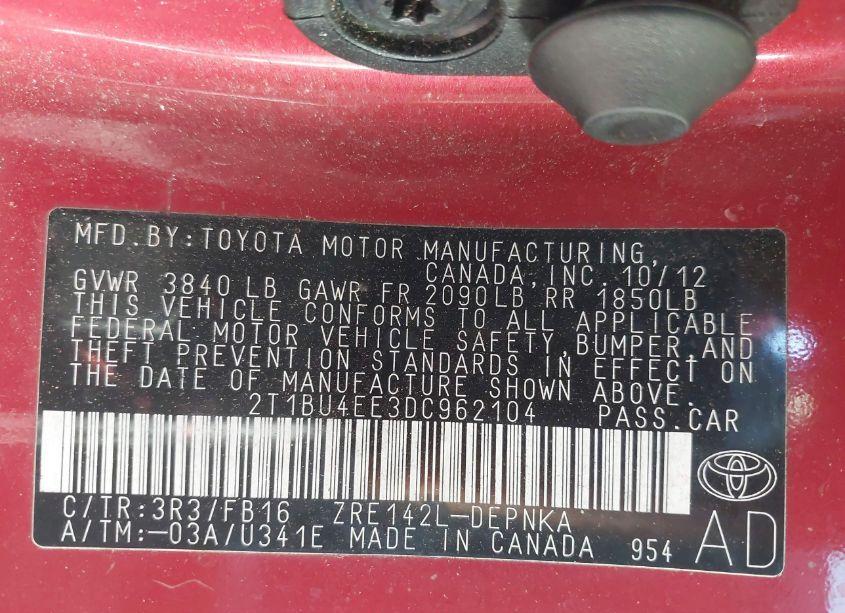 MFD.BY:TOYOTA MOTOR MANUFACTURING,
CANADA,INC. 10/12
GVWR 3840 LB GAWR FR 2090LB RR 1850LB
THIS VEHICLE CONFORMS TO ALL APPLICABLE
FEDERAL MOTOR VEHICLE SAFETY,BUMPER,AND
THEFT PREVENTION STANDARDS IN EFFECT ON
THE DATE OF MANUFACTURE SHOWN ABOVE.
2T1BU4EE3DC962104 PASS.CAR
C/TR:3R3/FB16 ZRE142L-DEPNKA
A/TM:-03A/U341E MADE IN CANADA 954 AD